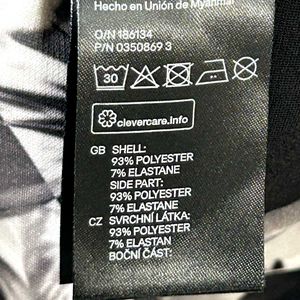 Hecho en Unión de Myanmar
O/N 186134
P/N 0350869 3
30
clevercare.info
GB SHELL:
93% POLYESTER
7% ELASTANE
SIDE PART:
93% POLYESTER
7% ELASTANE
CZ SVRCHNÍ LÁTKA:
93% POLYESTER
7% ELASTAN
BOČNÍ ČÁST: